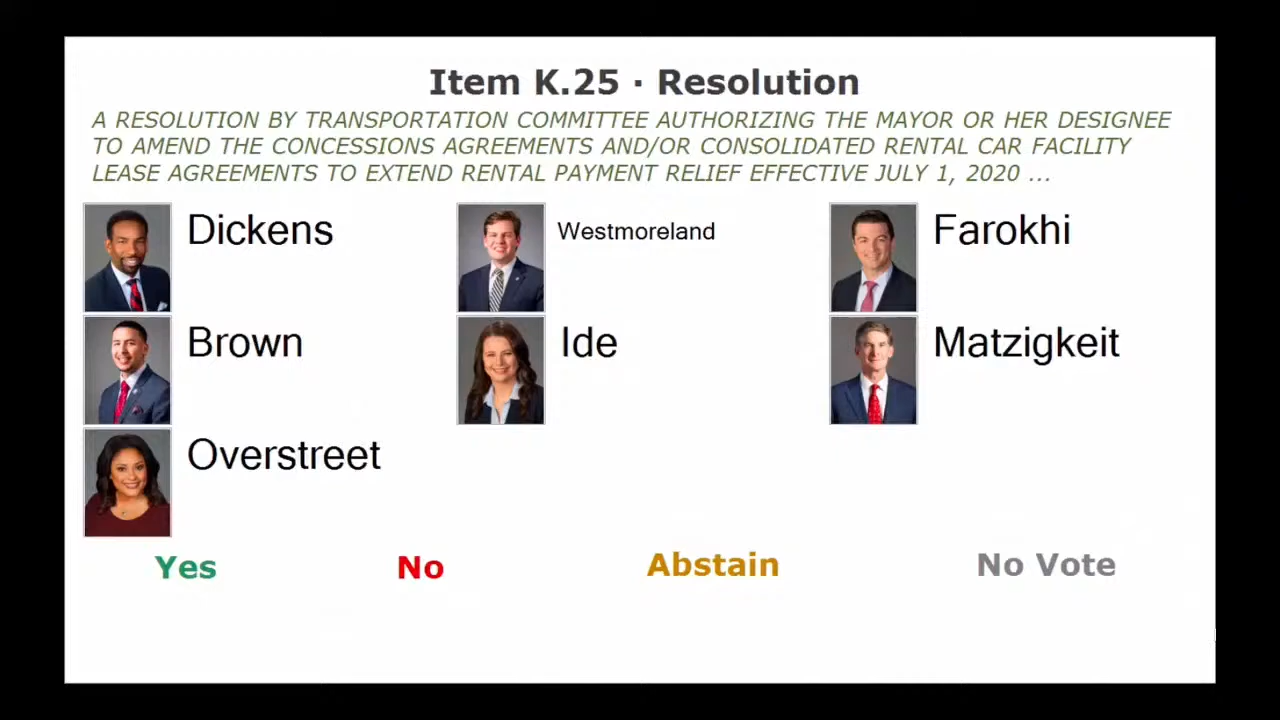 Item K.25 · Resolution
A RESOLUTION BY TRANSPORTATION COMMITTEE AUTHORIZING THE MAYOR OR HER DESIGNEE
TO AMEND THE CONCESSIONS AGREEMENTS AND/OR CONSOLIDATED RENTAL CAR FACILITY
LEASE AGREEMENTS TO EXTEND RENTAL PAYMENT RELIEF EFFECTIVE JULY 1, 2020 ...
Dickens Westmoreland Farokhi
Brown Ide Matzigkeit
Overstreet
Yes No Abstain No Vote